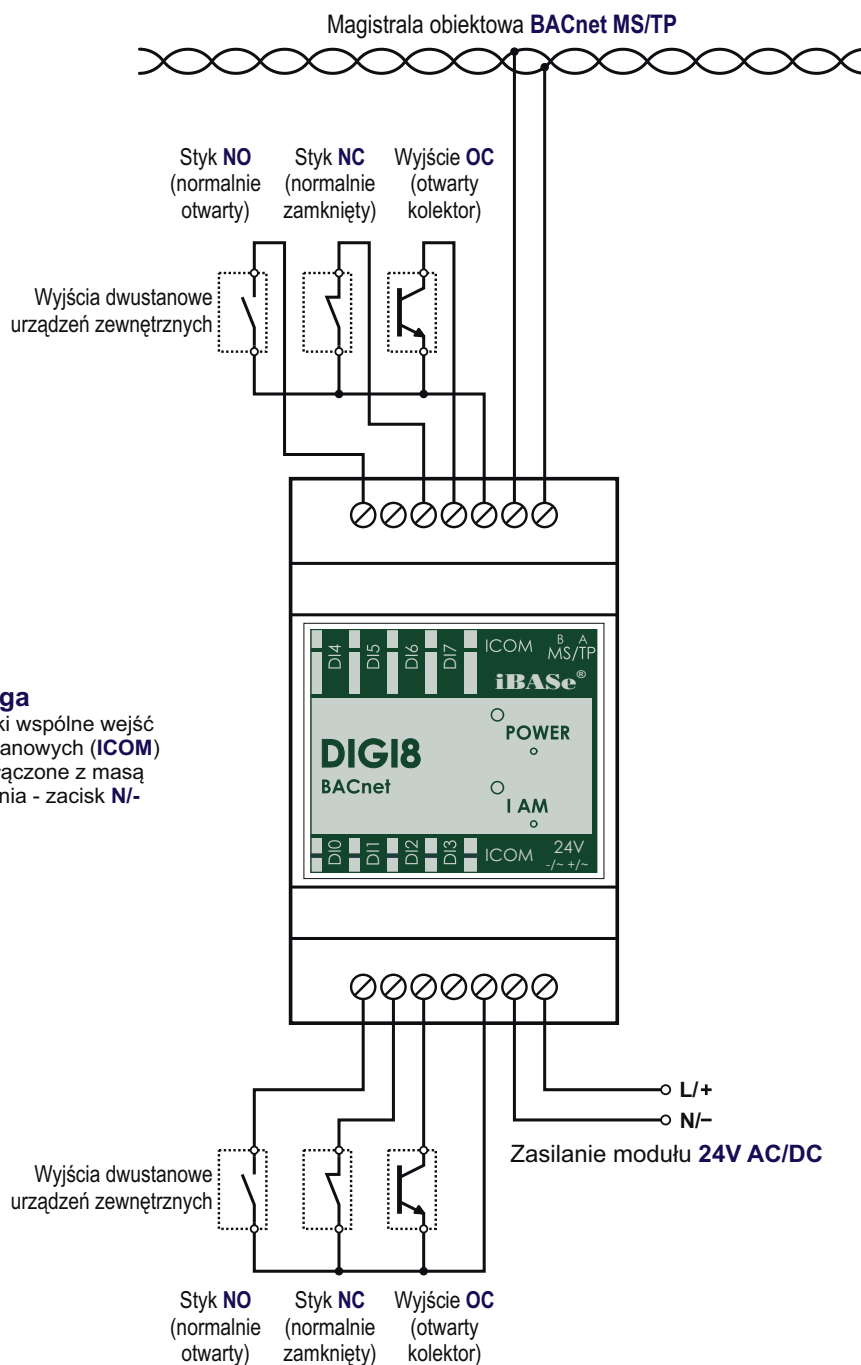 Magistrala obiektowa BACnet MS/TP
Styk NO
(normalnie
otwarty)
Styk NC
(normalnie
zamknięty)
Wyjście OC
(otwarty
kolektor)
Wyjścia dwustanowe
urządzeń zewnętrznych
DI4
DI5
DI6
DI7
ICOM
B A
MS/TP
iBASe®
ga
ki wspólne wejść
tanowych (ICOM)
łączone z masą
nia - zacisk N/-
DIGI8
BACnet
POWER
I AM
DI0
DI1
DI2
DI3
ICOM
24V
-/~ +/~
L/+
N/–
Zasilanie modułu 24V AC/DC
Wyjścia dwustanowe
urządzeń zewnętrznych
Styk NO
(normalnie
otwarty)
Styk NC
(normalnie
zamknięty)
Wyjście OC
(otwarty
kolektor)